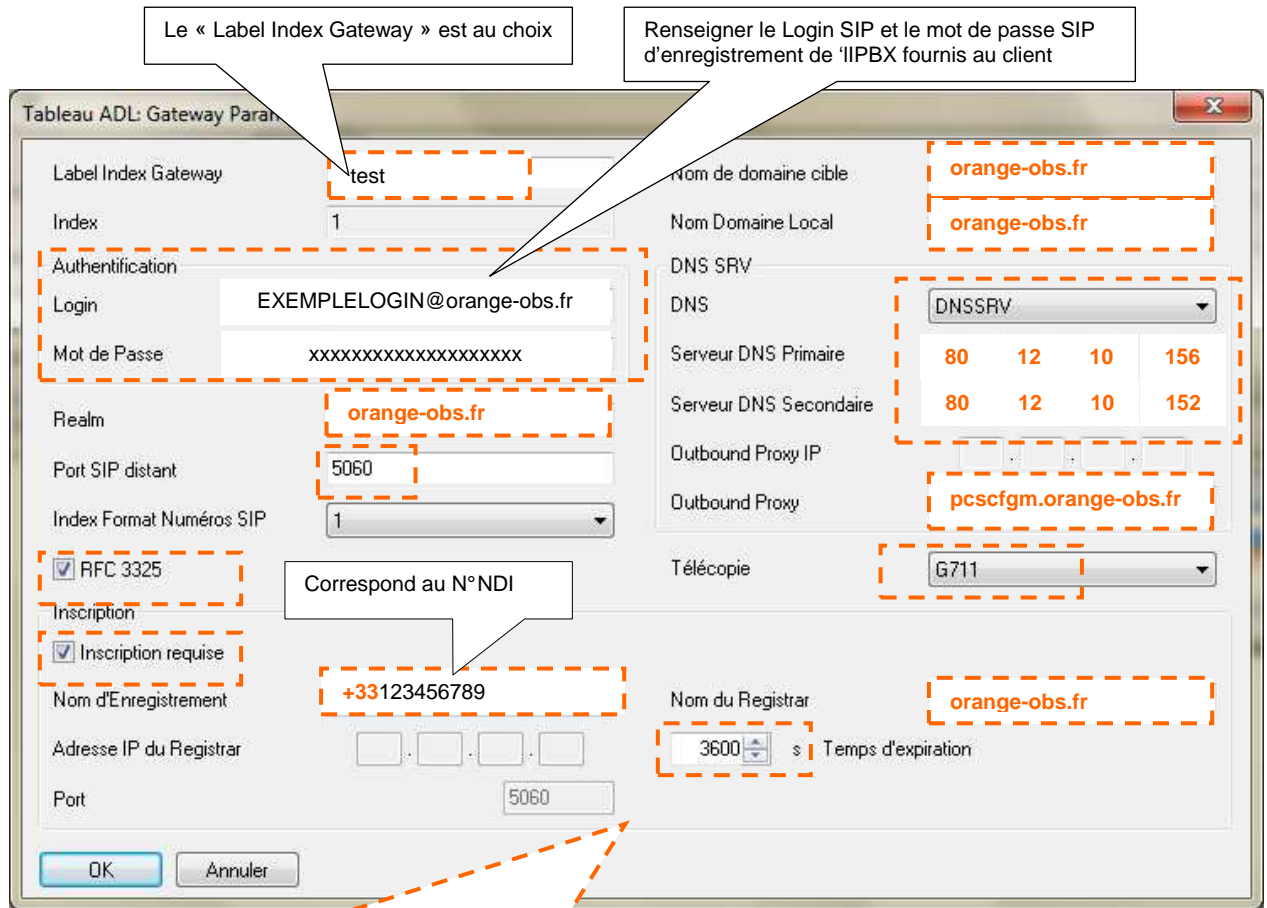 Le « Label Index Gateway » est au choix
Renseigner le Login SIP et le mot de passe SIP
d’enregistrement de ‘lIPBX fournis au client
Tableau ADL: Gateway Param
Label Index Gateway
test
Index
1
Authentification
Login
EXEMPLELOGIN@orange-obs.fr
Mot de Passe
xxxxxxxxxxxxxxxxxxxx
Realm
orange-obs.fr
Port SIP distant
5060
Index Format Numéros SIP
1
RFC 3325
Correspond au N°NDI
Inscription
Inscription requise
Nom d'Enregistrement
+33123456789
Adresse IP du Registrar
. . .
Port
5060
Nom de domaine cible
orange-obs.fr
Nom Domaine Local
orange-obs.fr
DNS SRV
DNS
DNSSRV
Serveur DNS Primaire
80 12 10 156
Serveur DNS Secondaire
80 12 10 152
Outbound Proxy IP
. . .
Outbound Proxy
pcscfgm.orange-obs.fr
Télécopie
G711
Nom du Registrar
orange-obs.fr
3600 s Temps d'expiration
OK
Annuler